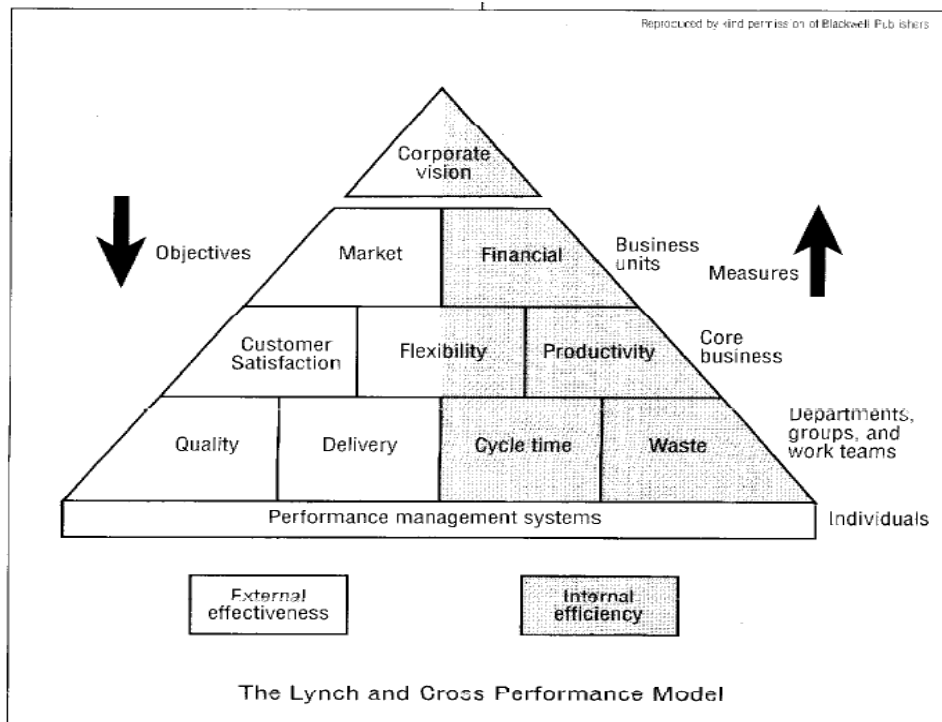 Reproduced by kind permission of Blackwell Publishers
Corporate
vision
Objectives
Market
Financial
Business
units
Measures
Customer
Satisfaction
Flexibility
Productivity
Core
business
Quality
Delivery
Cycle time
Waste
Departments,
groups, and
work teams
Performance management systems
Individuals
External
effectiveness
Internal
efficiency
The Lynch and Cross Performance Model